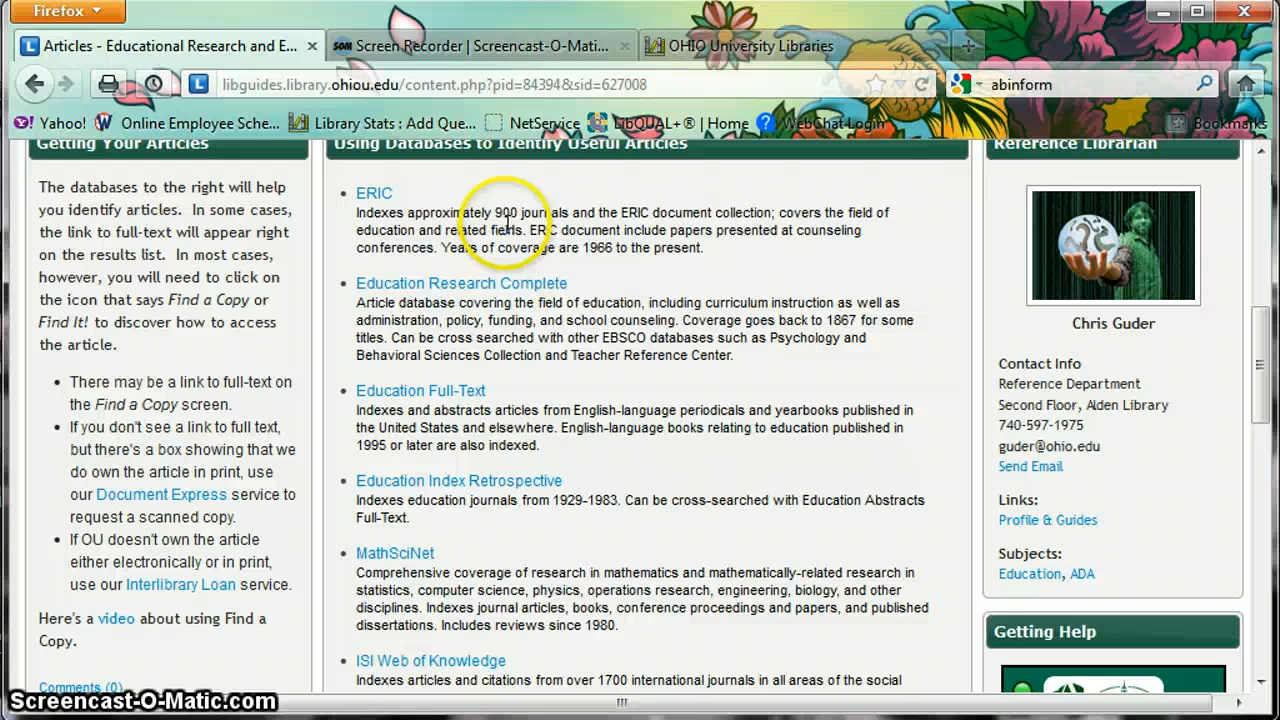 Firefox
Articles - Educational Research and E...
Screen Recorder | Screencast-O-Mati...
OHIO University Libraries
libguides.library.ohiou.edu/content.php?pid=84394&sid=627008
abinform
Yahoo!
Online Employee Sche...
Library Stats : Add Que...
NetService
LibQUAL+® | Home
WebChat Login
Bookmarks
Getting Your Articles
The databases to the right will help
you identify articles. In some cases,
the link to full-text will appear right
on the results list. In most cases,
however, you will need to click on
the icon that says Find a Copy or
Find It! to discover how to access
the article.
There may be a link to full-text on
the Find a Copy screen.
If you don't see a link to full text,
but there's a box showing that we
do own the article in print, use
our Document Express service to
request a scanned copy.
If OU doesn't own the article
either electronically or in print,
use our Interlibrary Loan service.
Here's a video about using Find a
Copy.
Comments (0)
Using Databases to Identify Useful Articles
ERIC
Indexes approximately 900 journals and the ERIC document collection; covers the field of
education and related fields. ERIC document include papers presented at counseling
conferences. Years of coverage are 1966 to the present.
Education Research Complete
Article database covering the field of education, including curriculum instruction as well as
administration, policy, funding, and school counseling. Coverage goes back to 1867 for some
titles. Can be cross searched with other EBSCO databases such as Psychology and
Behavioral Sciences Collection and Teacher Reference Center.
Education Full-Text
Indexes and abstracts articles from English-language periodicals and yearbooks published in
the United States and elsewhere. English-language books relating to education published in
1995 or later are also indexed.
Education Index Retrospective
Indexes education journals from 1929-1983. Can be cross-searched with Education Abstracts
Full-Text.
MathSciNet
Comprehensive coverage of research in mathematics and mathematically-related research in
statistics, computer science, physics, operations research, engineering, biology, and other
disciplines. Indexes journal articles, books, conference proceedings and papers, and published
dissertations. Includes reviews since 1980.
ISI Web of Knowledge
Indexes articles and citations from over 1700 international journals in all areas of the social
Reference Librarian
Chris Guder
Contact Info
Reference Department
Second Floor, Alden Library
740-597-1975
guder@ohio.edu
Send Email
Links:
Profile & Guides
Subjects:
Education, ADA
Getting Help
Screencast-O-Matic.com